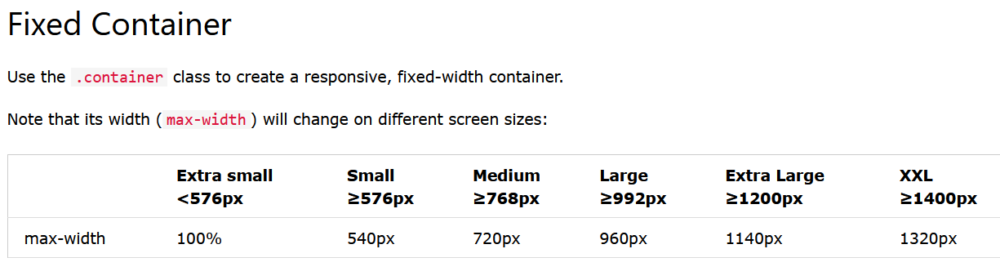 Fixed Container
Use the .container class to create a responsive, fixed-width container.
Note that its width (max-width) will change on different screen sizes:
Extra small Small Medium Large Extra Large XXL
<576px ≥576px ≥768px ≥992px ≥1200px ≥1400px
max-width 100% 540px 720px 960px 1140px 1320px